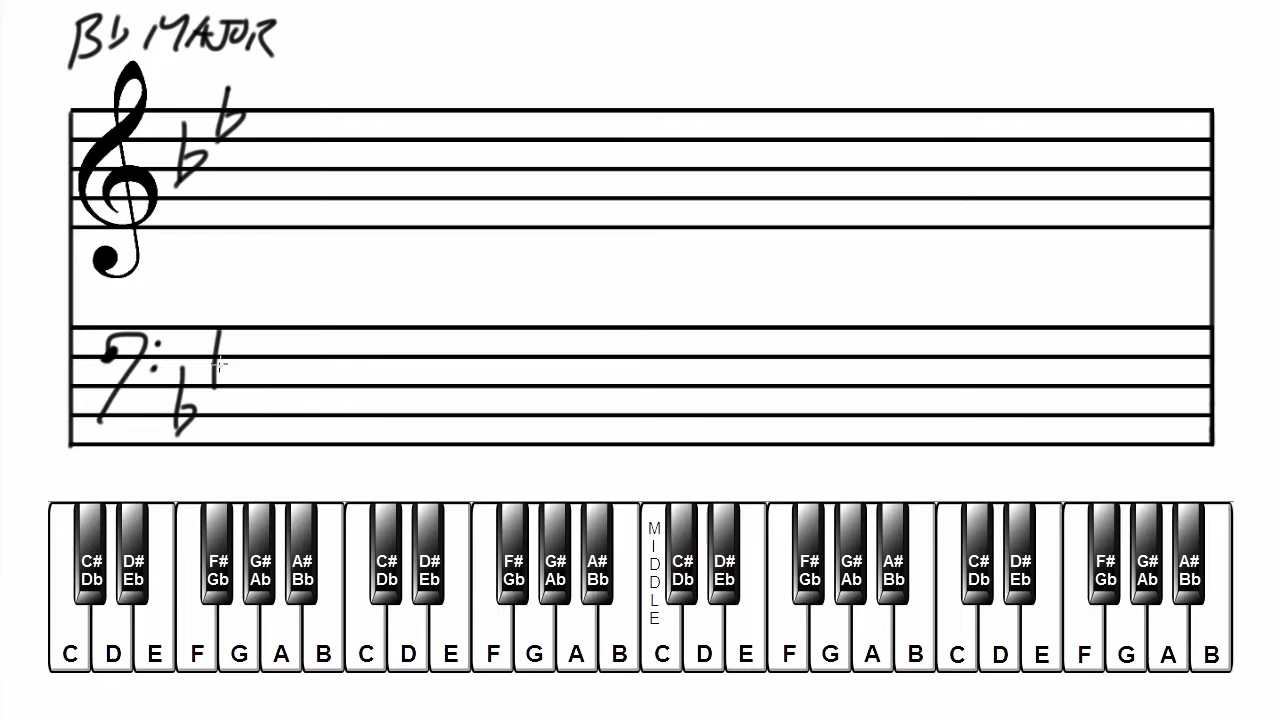 B♭ MAJOR
C# D# F# G# A# C# D# F# G# A# C# D# F# G# A# C# D# F# G# A#
Db Eb Gb Ab Bb Db Eb Gb Ab Bb Db Eb Gb Ab Bb Db Eb Gb Ab Bb
MIDDLE
C D E F G A B C D E F G A B C D E F G A B C D E F G A B